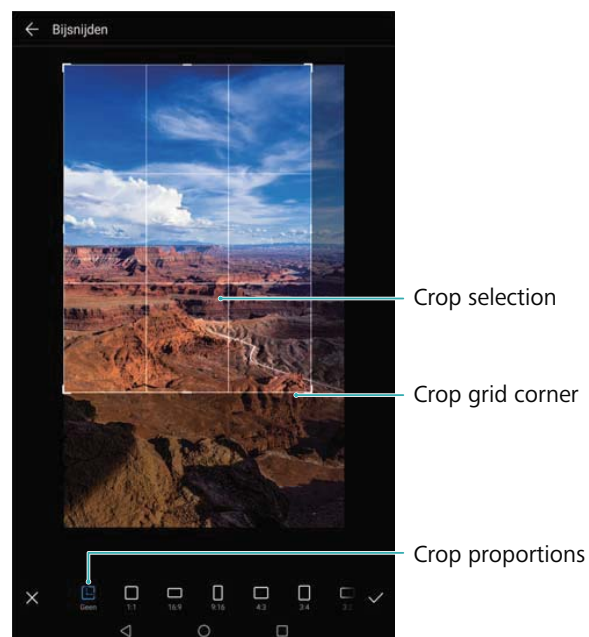 Bijsnijden
Crop selection
Crop grid corner
Crop proportions
Geen 1:1 16:9 9:16 4:3 3:4